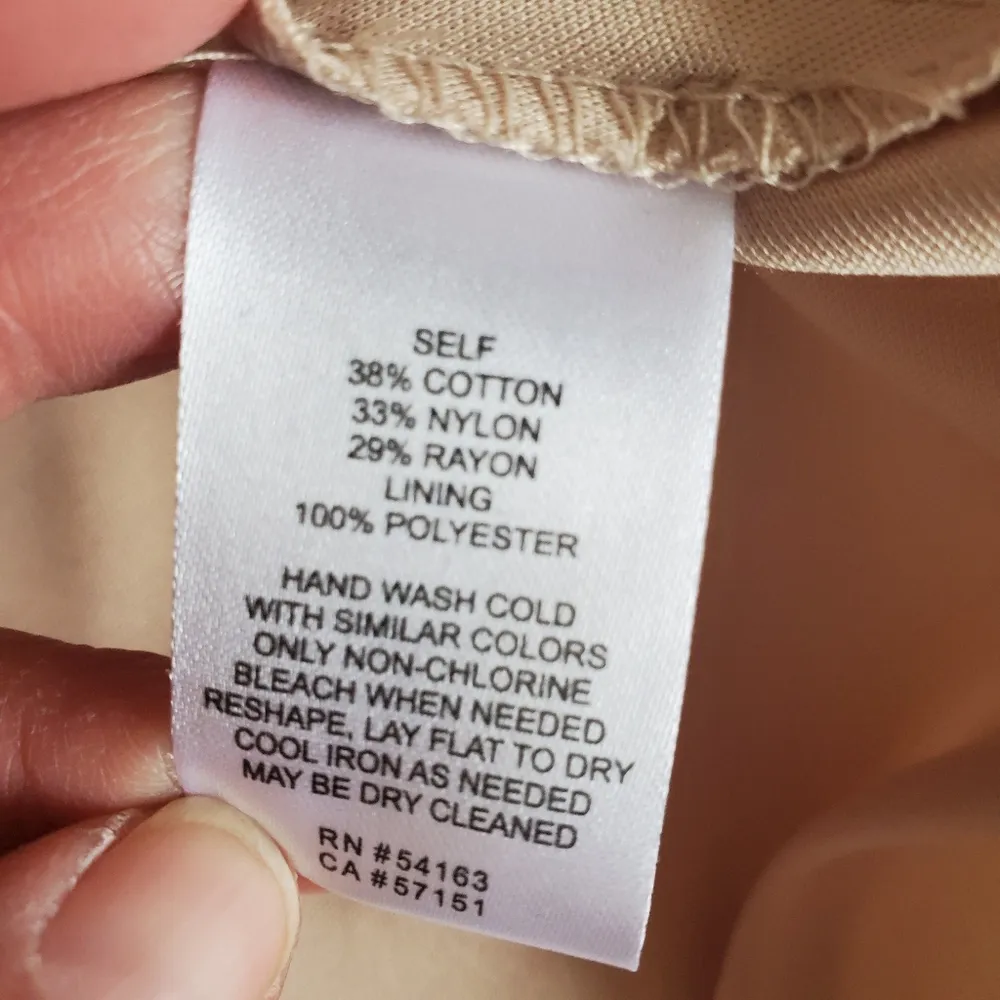 SELF
38% COTTON
33% NYLON
29% RAYON
LINING
100% POLYESTER
HAND WASH COLD
WITH SIMILAR COLORS
ONLY NON-CHLORINE
BLEACH WHEN NEEDED
RESHAPE, LAY FLAT TO DRY
COOL IRON AS NEEDED
MAY BE DRY CLEANED
RN #54163
CA #57151